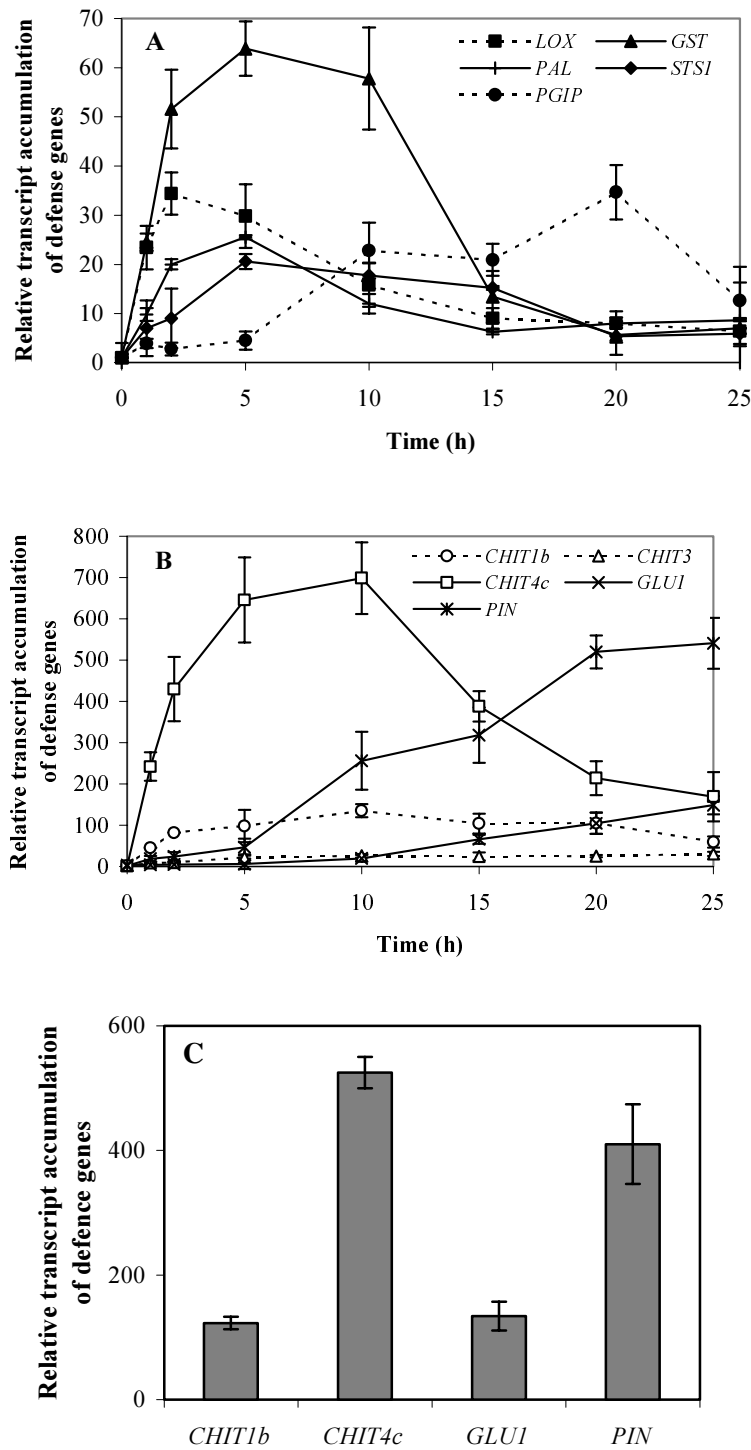 A
LOX
GST
PAL
STS1
PGIP
Relative transcript accumulation
of defense genes
70
60
50
40
30
20
10
0
0 5 10 15 20 25
Time (h)
B
CHIT1b
CHIT3
CHIT4c
GLU1
PIN
Relative transcript accumulation
of defense genes
800
700
600
500
400
300
200
100
0
0 5 10 15 20 25
Time (h)
C
Relative transcript accumulation
of defence genes
600
400
200
0
CHIT1b CHIT4c GLU1 PIN